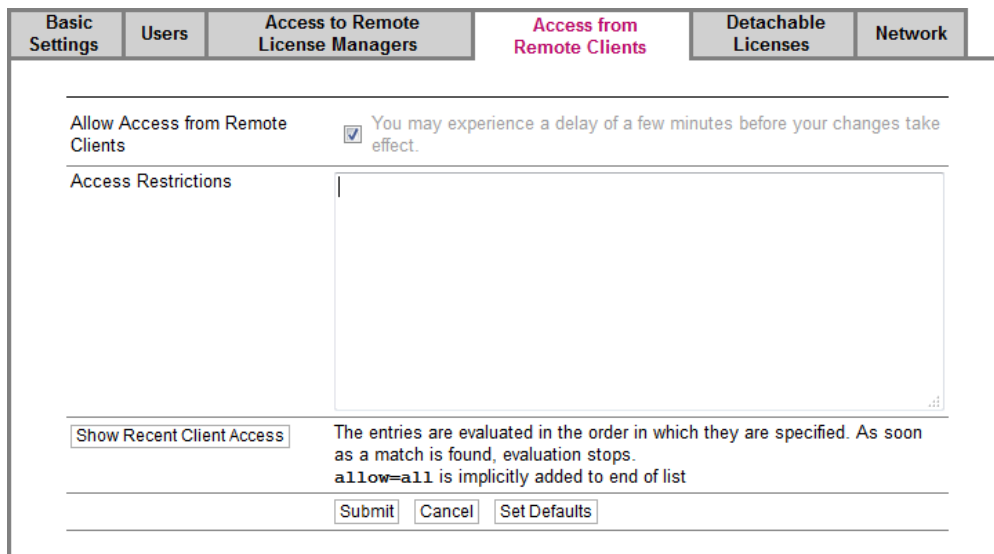 Basic Settings
Users
Access to Remote License Managers
Access from Remote Clients
Detachable Licenses
Network
Allow Access from Remote Clients
You may experience a delay of a few minutes before your changes take effect.
Access Restrictions
Show Recent Client Access
The entries are evaluated in the order in which they are specified. As soon as a match is found, evaluation stops.
allow=all is implicitly added to end of list
Submit
Cancel
Set Defaults